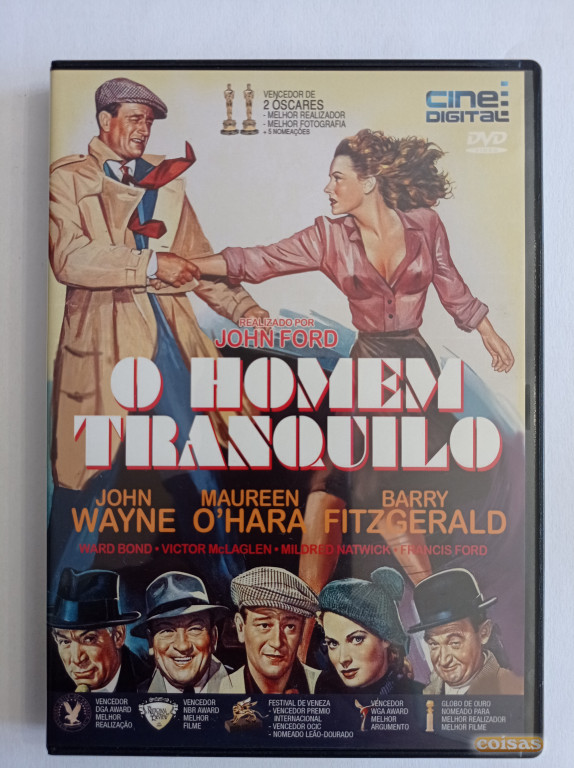 VENCEDOR DE
2 ÓSCARES
- MELHOR REALIZADOR
- MELHOR FOTOGRAFIA
+ 5 NOMEAÇÕES
CINE
DIGITAL
DVD
REALIZADO POR
JOHN FORD
O HOMEM
TRANQUILO
JOHN WAYNE
MAUREEN O'HARA
BARRY FITZGERALD
WARD BOND • VICTOR McLAGLEN • MILDRED NATWICK • FRANCIS FORD
VENCEDOR
DGA AWARD
MELHOR
REALIZAÇÃO
VENCEDOR
NBR AWARD
MELHOR
FILME
FESTIVAL DE VENEZA
- VENCEDOR PREMIO
INTERNACIONAL
- VENCEDOR OCIC
- NOMEADO LEÃO-DOURADO
VENCEDOR
WGA AWARD
MELHOR
ARGUMENTO
GLOBO DE OURO
NOMEADO PARA
MELHOR REALIZADOR
MELHOR FILME
coisas